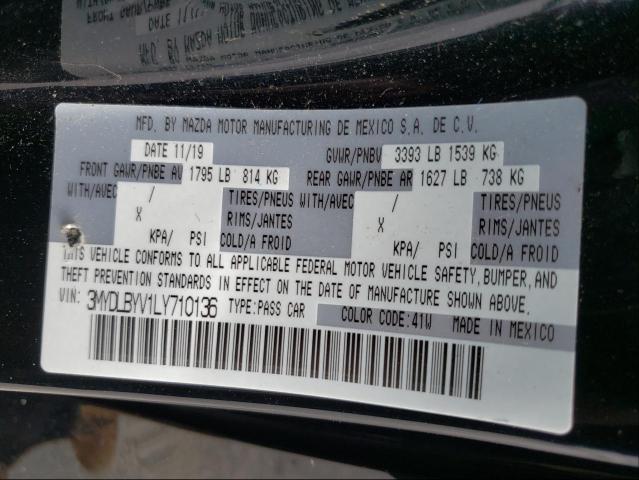 MFD. BY MAZDA MOTOR MANUFACTURING DE MEXICO S.A. DE C.V.
DATE 11/19 GVWR/PNBV 3393 LB 1539 KG
FRONT GAWR/PNBE AV 1795 LB 814 KG REAR GAWR/PNBE AR 1627 LB 738 KG
WITH/AVEC / TIRES/PNEUS WITH/AVEC / TIRES/PNEUS
X RIMS/JANTES X RIMS/JANTES
KPA/ PSI COLD/A FROID KPA/ PSI COLD/A FROID
THIS VEHICLE CONFORMS TO ALL APPLICABLE FEDERAL MOTOR VEHICLE SAFETY, BUMPER, AND
THEFT PREVENTION STANDARDS IN EFFECT ON THE DATE OF MANUFACTURE SHOWN ABOVE.
VIN: 3MYDLBYV1LY710136 TYPE:PASS CAR COLOR CODE:41W MADE IN MEXICO